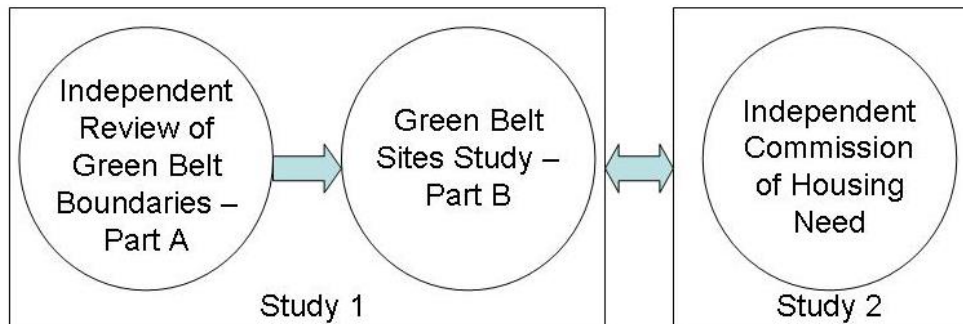 Independent
Review of
Green Belt
Boundaries –
Part A
Green Belt
Sites Study –
Part B
Study 1
Independent
Commission
of Housing
Need
Study 2